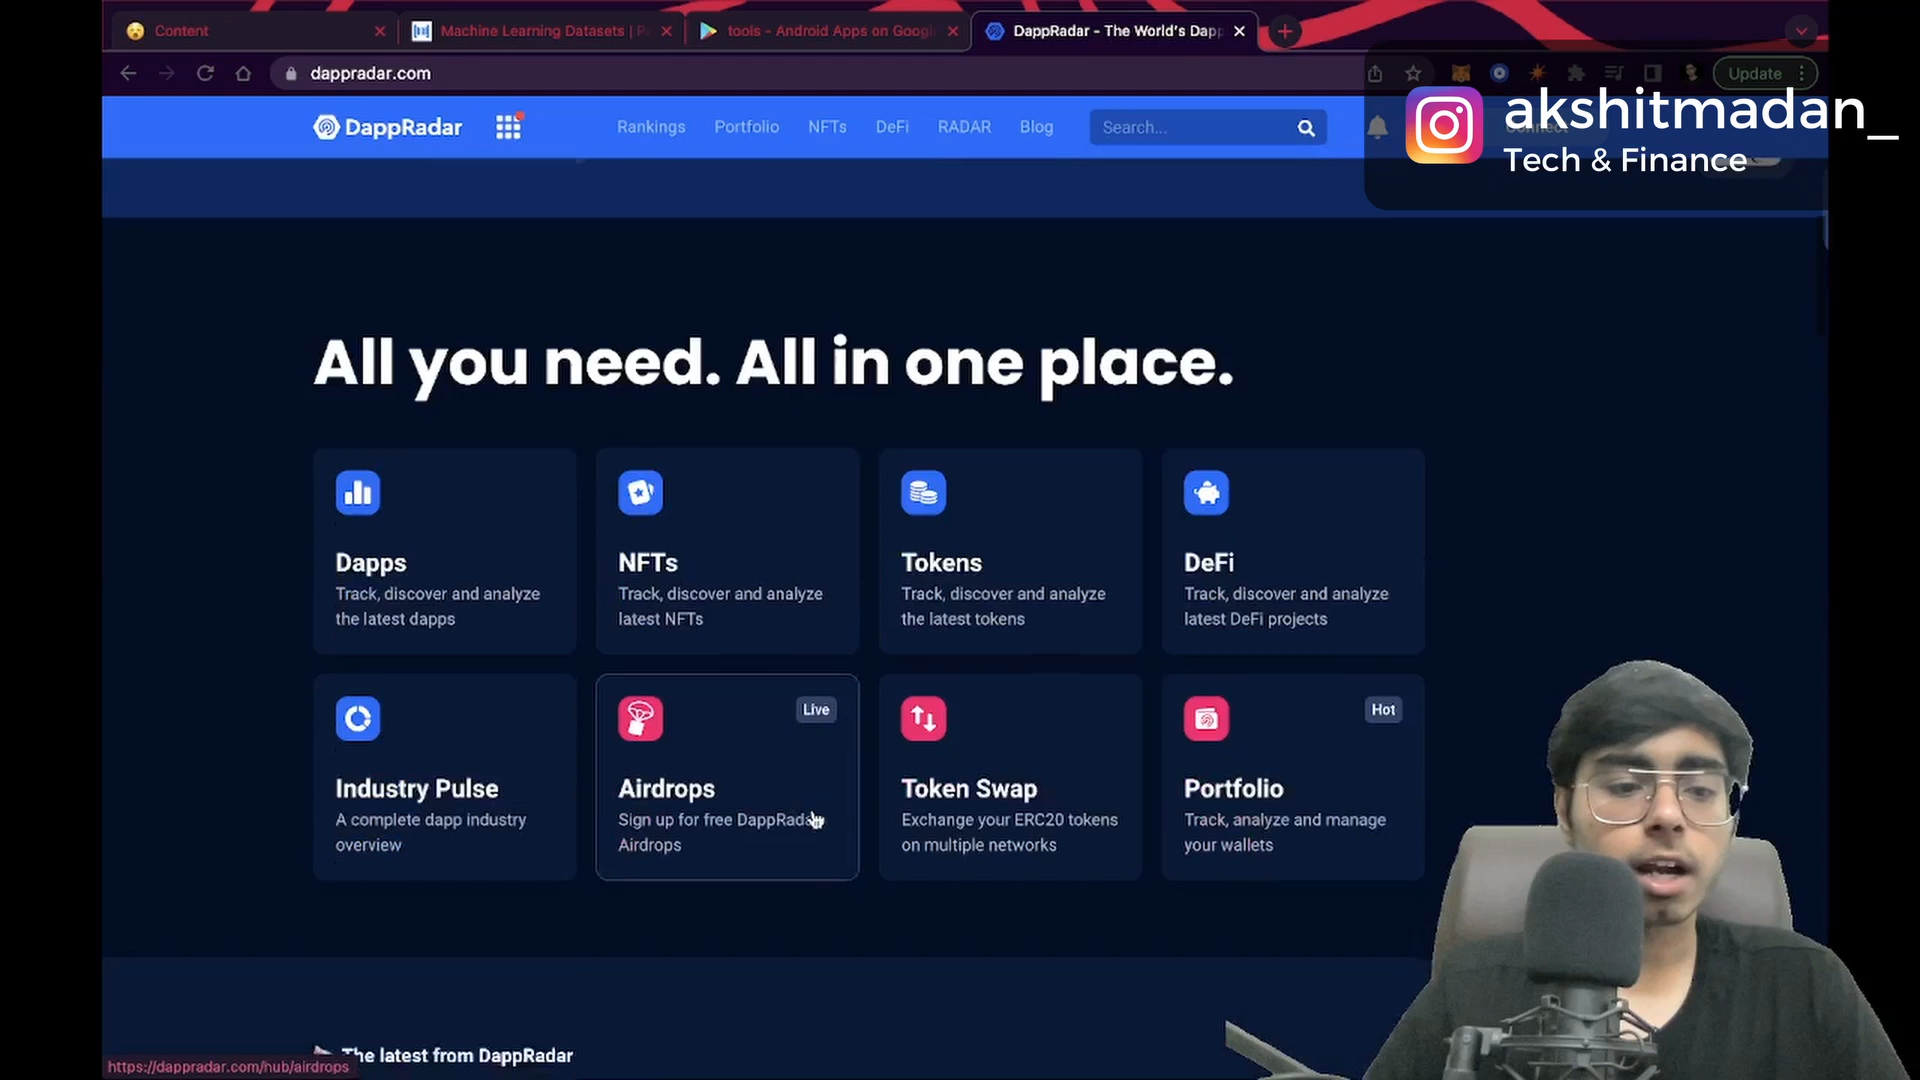 Content
Machine Learning Datasets | P
tools - Android Apps on Googl
DappRadar - The World's Dapp
dappradar.com
Update
DappRadar
Rankings
Portfolio
NFTs
DeFi
RADAR
Blog
Search...
akshitmadan_
Tech & Finance
All you need. All in one place.
Dapps
Track, discover and analyze
the latest dapps
NFTs
Track, discover and analyze
latest NFTs
Tokens
Track, discover and analyze
the latest tokens
DeFi
Track, discover and analyze
latest DeFi projects
Industry Pulse
A complete dapp industry
overview
Live
Airdrops
Sign up for free DappRadar
Airdrops
Token Swap
Exchange your ERC20 tokens
on multiple networks
Hot
Portfolio
Track, analyze and manage
your wallets
The latest from DappRadar
https://dappradar.com/hub/airdrops